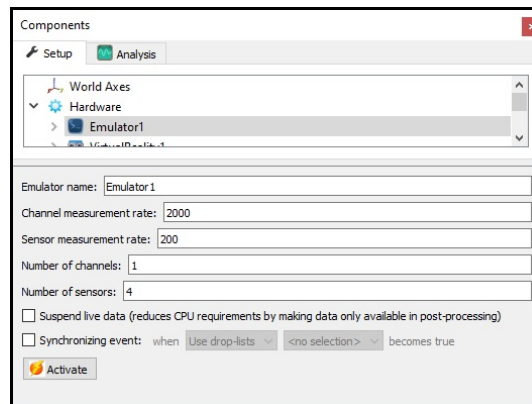 Components
Setup Analysis
World Axes
Hardware
Emulator1
VirtualReality1
Emulator name: Emulator1
Channel measurement rate: 2000
Sensor measurement rate: 200
Number of channels: 1
Number of sensors: 4
Suspend live data (reduces CPU requirements by making data only available in post-processing)
Synchronizing event: when Use drop-lists <no selection> becomes true
Activate